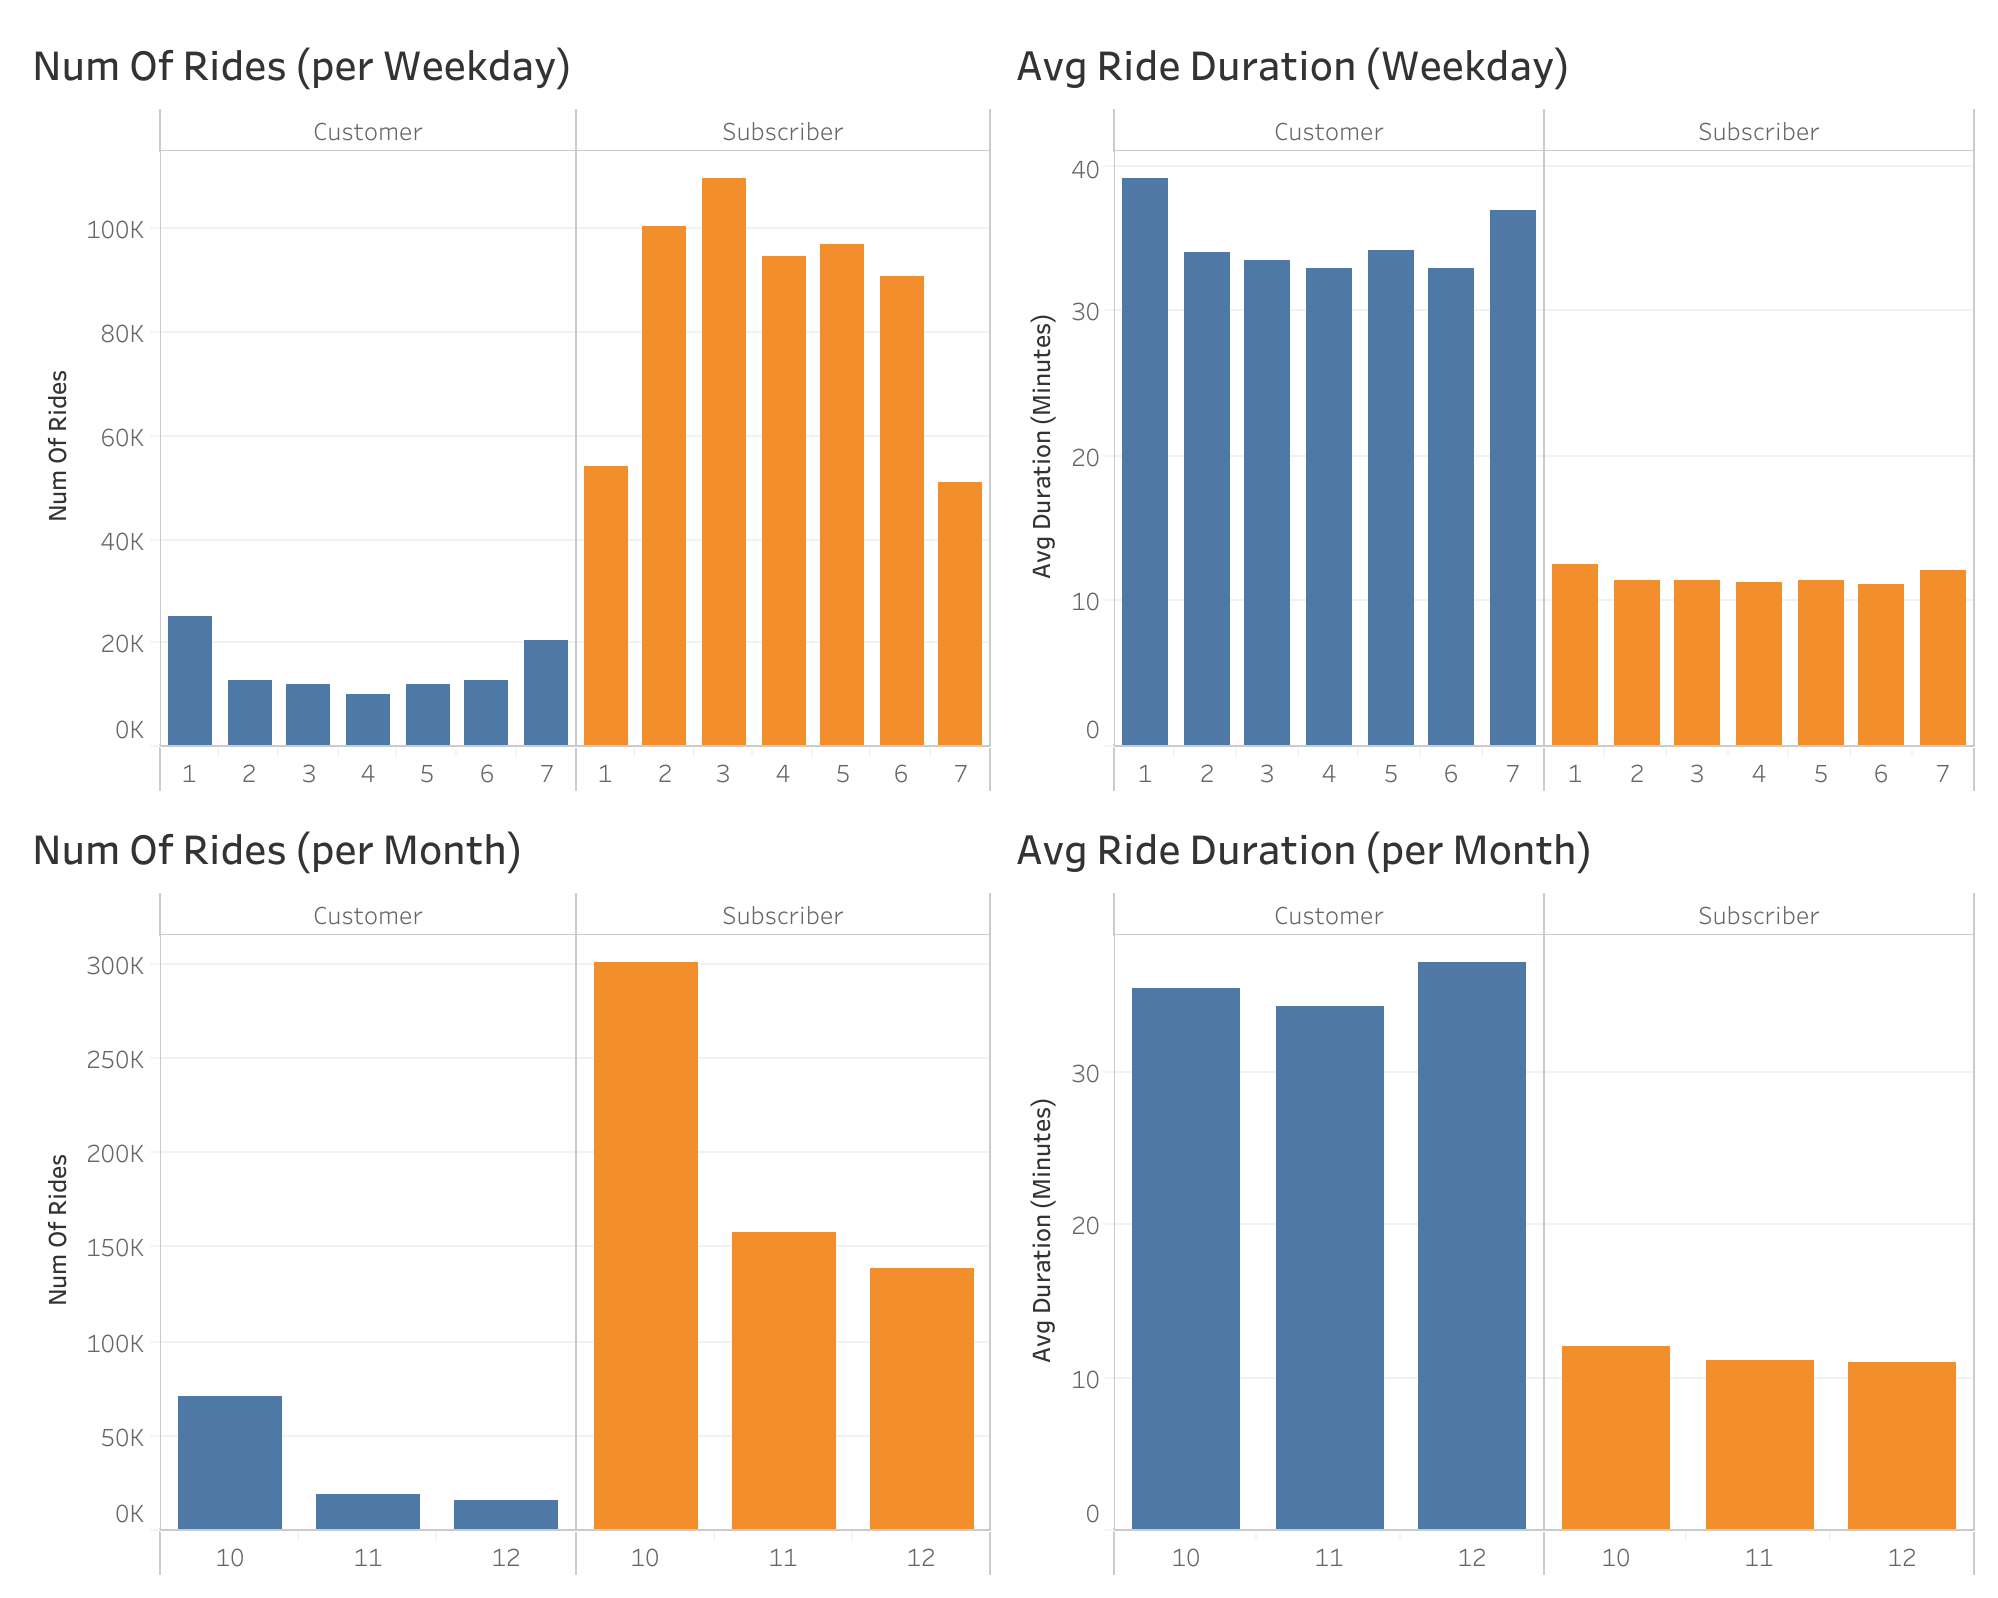 Num Of Rides (per Weekday)
Customer Subscriber
Num Of Rides
100K
80K
60K
40K
20K
0K
1 2 3 4 5 6 7 1 2 3 4 5 6 7
Avg Ride Duration (Weekday)
Customer Subscriber
Avg Duration (Minutes)
40
30
20
10
0
1 2 3 4 5 6 7 1 2 3 4 5 6 7
Num Of Rides (per Month)
Customer Subscriber
Num Of Rides
300K
250K
200K
150K
100K
50K
0K
10 11 12 10 11 12
Avg Ride Duration (per Month)
Customer Subscriber
Avg Duration (Minutes)
30
20
10
0
10 11 12 10 11 12